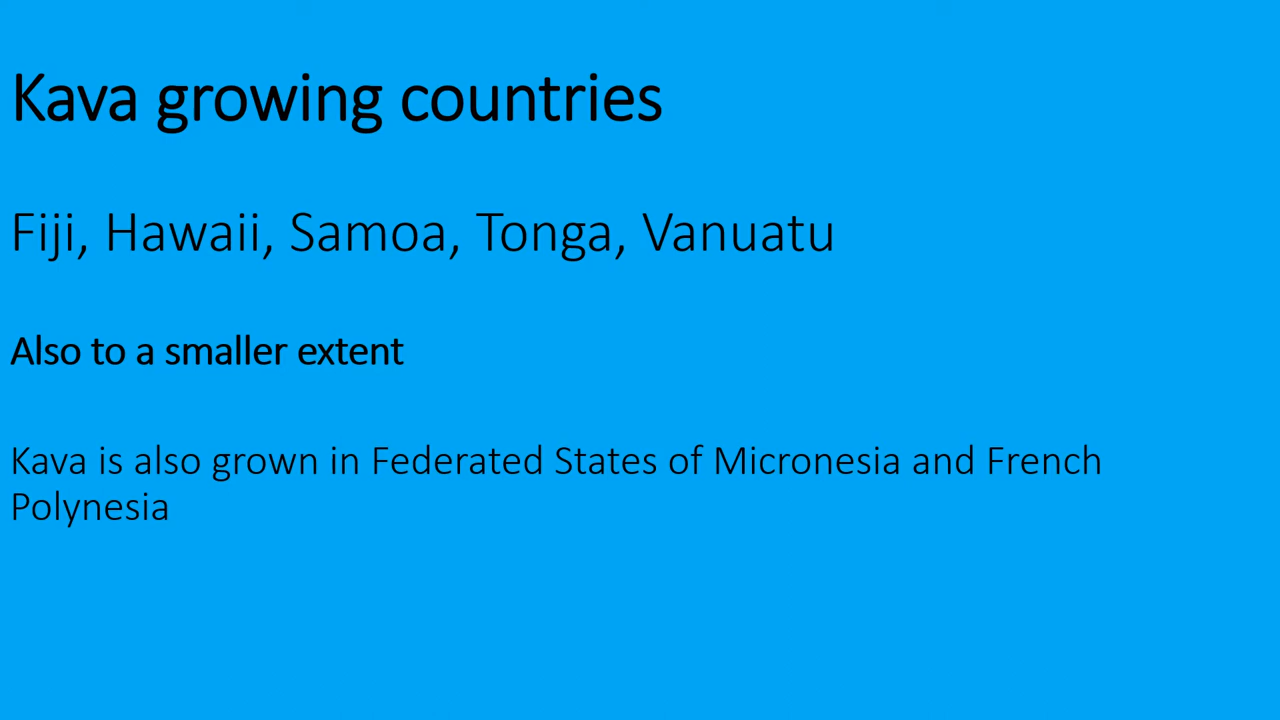 Kava growing countries
Fiji, Hawaii, Samoa, Tonga, Vanuatu
Also to a smaller extent
Kava is also grown in Federated States of Micronesia and French
Polynesia